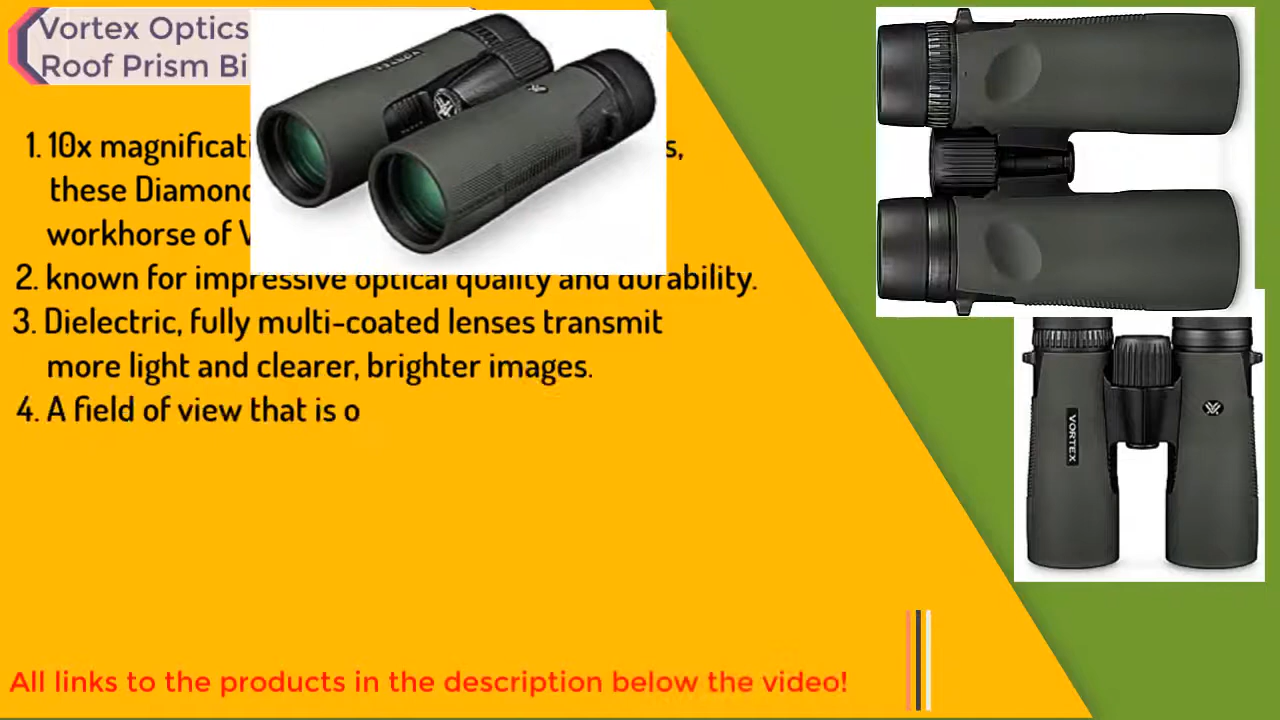 Vortex Optics
Roof Prism Bi
1. 10x magnificati s,
these Diamond
workhorse of V
2. known for impressive optical quality and durability.
3. Dielectric, fully multi-coated lenses transmit
more light and clearer, brighter images.
4. A field of view that is o
VORTEX
VORTEX
All links to the products in the description below the video!